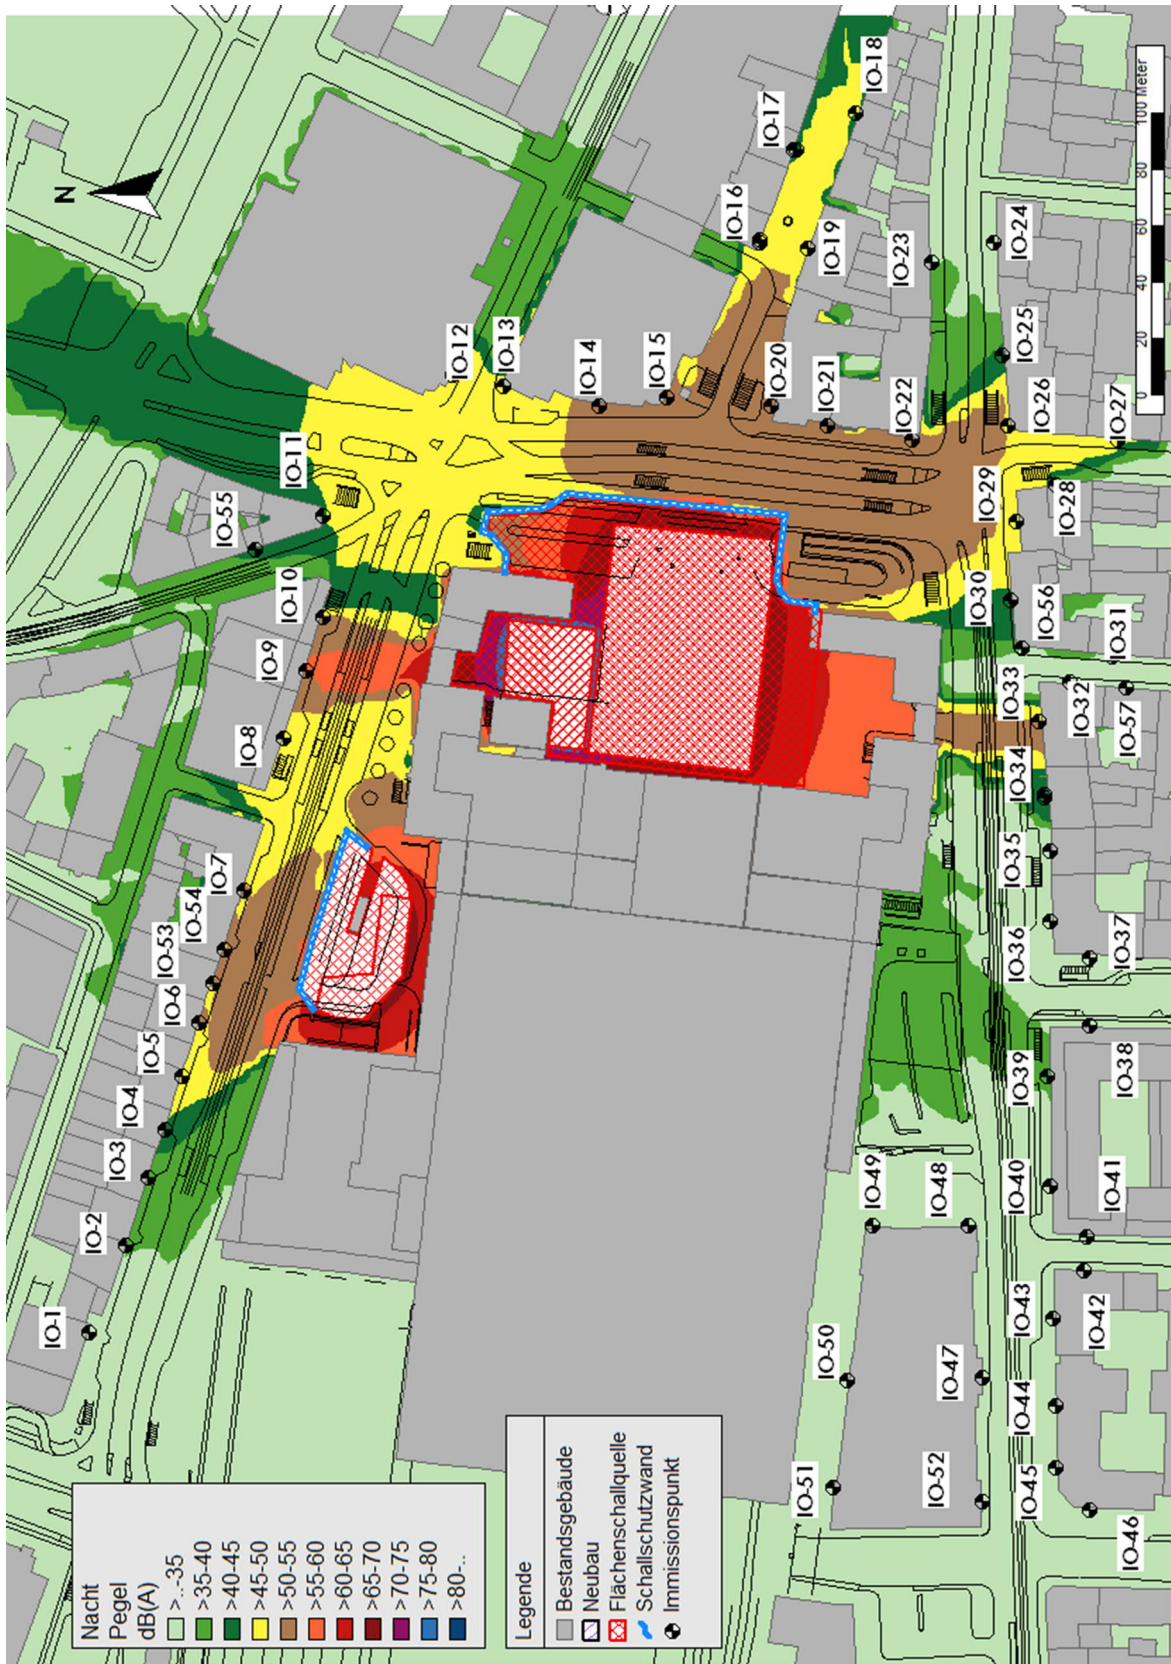 Nacht
Pegel
dB(A)
>..-35
>35-40
>40-45
>45-50
>50-55
>55-60
>60-65
>65-70
>70-75
>75-80
>80-..
Legende
Bestandsgebäude
Neubau
Flächenschallquelle
Schallschutzwand
Immissionspunkt
N
0 20 40 60 80 100 Meter
IO-1
IO-2
IO-3
IO-4
IO-5
IO-6
IO-53
IO-54
IO-7
IO-8
IO-9
IO-10
IO-55
IO-11
IO-12
IO-13
IO-14
IO-15
IO-16
IO-17
IO-18
IO-19
IO-20
IO-21
IO-22
IO-23
IO-24
IO-25
IO-26
IO-27
IO-28
IO-29
IO-30
IO-56
IO-31
IO-32
IO-57
IO-33
IO-34
IO-35
IO-36
IO-37
IO-38
IO-39
IO-40
IO-41
IO-42
IO-43
IO-44
IO-45
IO-46
IO-47
IO-48
IO-49
IO-50
IO-51
IO-52